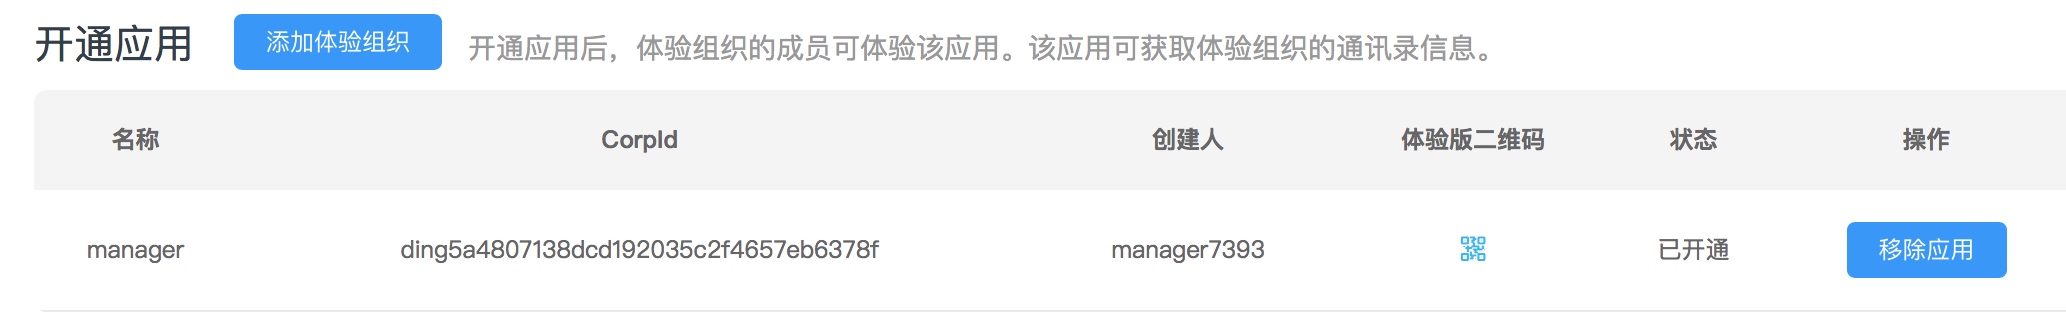 开通应用 添加体验组织 开通应用后，体验组织的成员可体验该应用。该应用可获取体验组织的通讯录信息。
名称 CorpId 创建人 体验版二维码 状态 操作
manager ding5a4807138dcd192035c2f4657eb6378f manager7393 已开通 移除应用